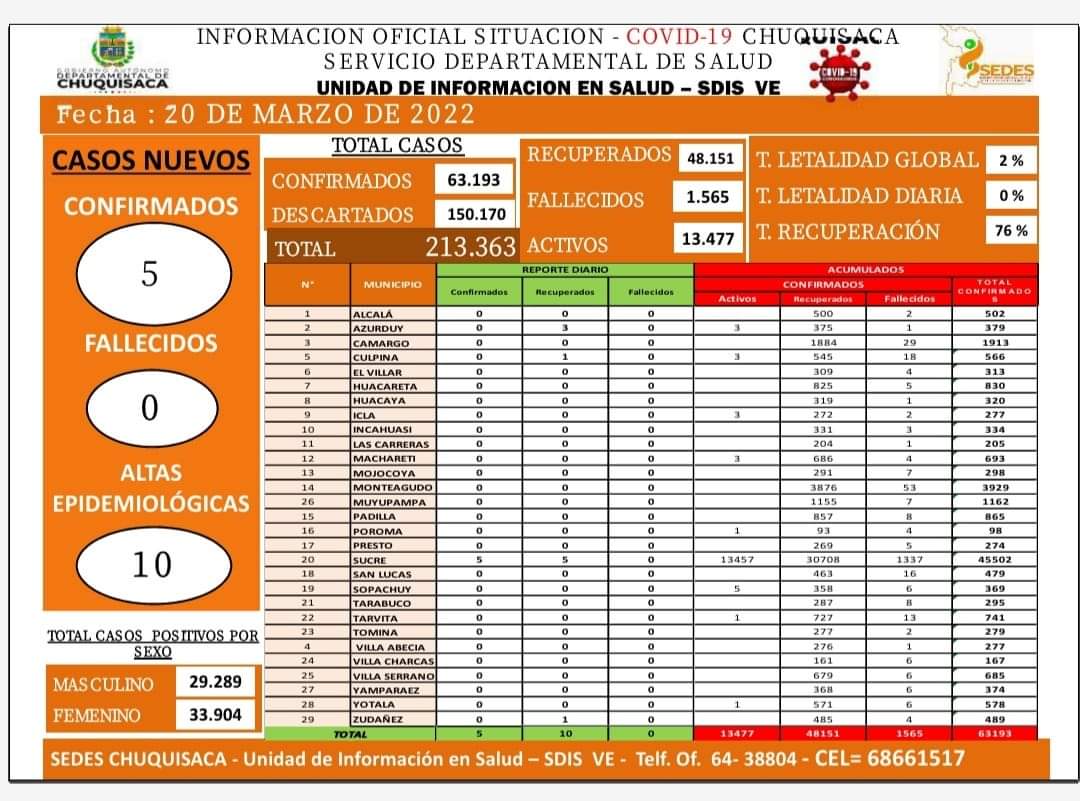 INFORMACION OFICIAL SITUACION - COVID-19 CHUQUISACA
SERVICIO DEPARTAMENTAL DE SALUD
UNIDAD DE INFORMACION EN SALUD – SDIS VE
GOBIERNO AUTÓNOMO
DEPARTAMENTAL DE
CHUQUISACA
COVID-19
SEDES
Fecha : 20 DE MARZO DE 2022
CASOS NUEVOS
CONFIRMADOS
5
FALLECIDOS
0
ALTAS
EPIDEMIOLÓGICAS
10
TOTAL CASOS POSITIVOS POR
SEXO
MASCULINO 29.289
FEMENINO 33.904
TOTAL CASOS
CONFIRMADOS 63.193
DESCARTADOS 150.170
TOTAL 213.363
RECUPERADOS 48.151
FALLECIDOS 1.565
ACTIVOS 13.477
T. LETALIDAD GLOBAL 2 %
T. LETALIDAD DIARIA 0 %
T. RECUPERACIÓN 76 %
REPORTE DIARIO ACUMULADOS
N° MUNICIPIO Confirmados Recuperados Fallecidos CONFIRMADOS TOTAL CONFIRMADOS
Activos Recuperados Fallecidos
1 ALCALÁ 0 0 0 500 2 502
2 AZURDUY 0 3 0 3 375 1 379
3 CAMARGO 0 0 0 1884 29 1913
5 CULPINA 0 1 0 3 545 18 566
6 EL VILLAR 0 0 0 309 4 313
7 HUACARETA 0 0 0 825 5 830
8 HUACAYA 0 0 0 319 1 320
9 ICLA 0 0 0 3 272 2 277
10 INCAHUASI 0 0 0 331 3 334
11 LAS CARRERAS 0 0 0 204 1 205
12 MACHARETI 0 0 0 3 686 4 693
13 MOJOCOYA 0 0 0 291 7 298
14 MONTEAGUDO 0 0 0 3876 53 3929
26 MUYUPAMPA 0 0 0 1155 7 1162
15 PADILLA 0 0 0 857 8 865
16 POROMA 0 0 0 1 93 4 98
17 PRESTO 0 0 0 269 5 274
20 SUCRE 5 5 0 13457 30708 1337 45502
18 SAN LUCAS 0 0 0 463 16 479
19 SOPACHUY 0 0 0 5 358 6 369
21 TARABUCO 0 0 0 287 8 295
22 TARVITA 0 0 0 1 727 13 741
23 TOMINA 0 0 0 277 2 279
4 VILLA ABECIA 0 0 0 276 1 277
24 VILLA CHARCAS 0 0 0 161 6 167
25 VILLA SERRANO 0 0 0 679 6 685
27 YAMPARAEZ 0 0 0 368 6 374
28 YOTALA 0 0 0 1 571 6 578
29 ZUDAÑEZ 0 1 0 485 4 489
TOTAL 5 10 0 13477 48151 1565 63193
SEDES CHUQUISACA - Unidad de Información en Salud – SDIS VE - Telf. Of. 64- 38804 - CEL= 68661517